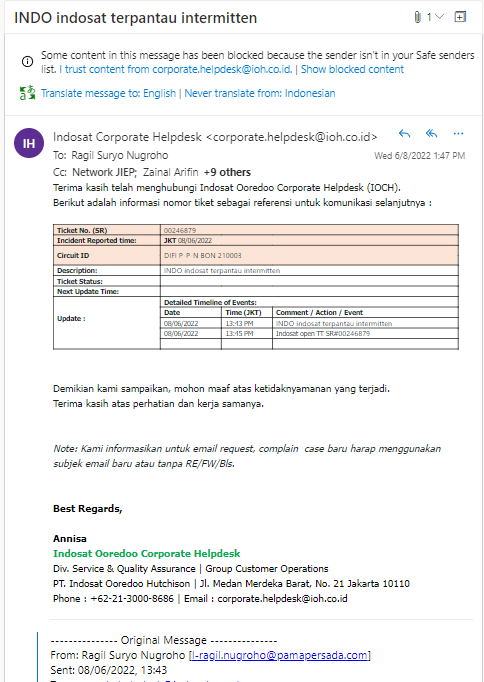 INDO indosat terpantau intermitten
1
Some content in this message has been blocked because the sender isn't in your Safe senders
list. I trust content from corporate.helpdesk@ioh.co.id. | Show blocked content
Translate message to: English | Never translate from: Indonesian
IH
Indosat Corporate Helpdesk <corporate.helpdesk@ioh.co.id>
To: Ragil Suryo Nugroho
Wed 6/8/2022 1:47 PM
Cc: Network JIEP; Zainal Arifin +9 others
Terima kasih telah menghubungi Indosat Ooredoo Corporate Helpdesk (IOCH).
Berikut adalah informasi nomor tiket sebagai referensi untuk komunikasi selanjutnya :
Ticket No. (SR) 00246879
Incident Reported time: JKT 08/06/2022
Circuit ID DIFI P P N BON 210003
Description: INDO indosat terpantau intermitten
Ticket Status:
Next Update Time:
Update :
Detailed Timeline of Events:
Date Time (JKT) Comment / Action / Event
08/06/2022 13:43 PM INDO indosat terpantau intermitten
08/06/2022 13:45 PM Indosat open TT SR#00246879
Demikian kami sampaikan, mohon maaf atas ketidaknyamanan yang terjadi.
Terima kasih atas perhatian dan kerja samanya.
Note: Kami informasikan untuk email request, complain case baru harap menggunakan
subjek email baru atau tanpa RE/FW/Bls.
Best Regards,
Annisa
Indosat Ooredoo Corporate Helpdesk
Div. Service & Quality Assurance | Group Customer Operations
PT. Indosat Ooredoo Hutchison | Jl. Medan Merdeka Barat, No. 21 Jakarta 10110
Phone : +62-21-3000-8686 | Email : corporate.helpdesk@ioh.co.id
--------------- Original Message ---------------
From: Ragil Suryo Nugroho [i-ragil.nugroho@pamapersada.com]
Sent: 08/06/2022, 13:43